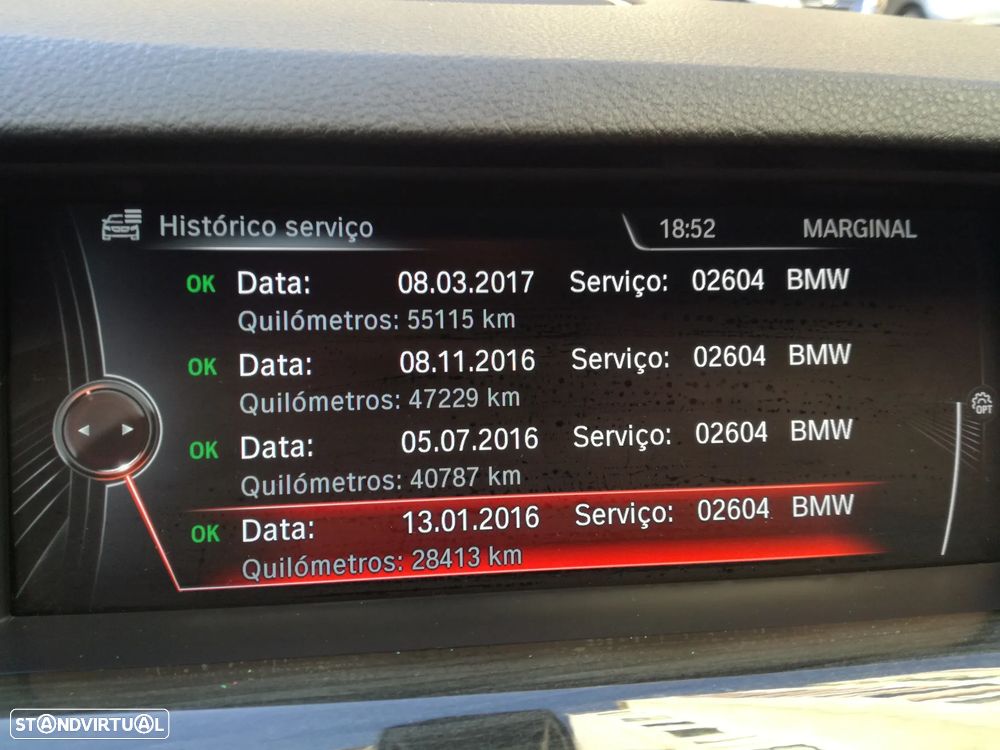 Histórico serviço 18:52 MARGINAL
OK Data: 08.03.2017 Serviço: 02604 BMW
Quilómetros: 55115 km
OK Data: 08.11.2016 Serviço: 02604 BMW
Quilómetros: 47229 km
OPT
OK Data: 05.07.2016 Serviço: 02604 BMW
Quilómetros: 40787 km
OK Data: 13.01.2016 Serviço: 02604 BMW
Quilómetros: 28413 km
STANDVIRTUAL